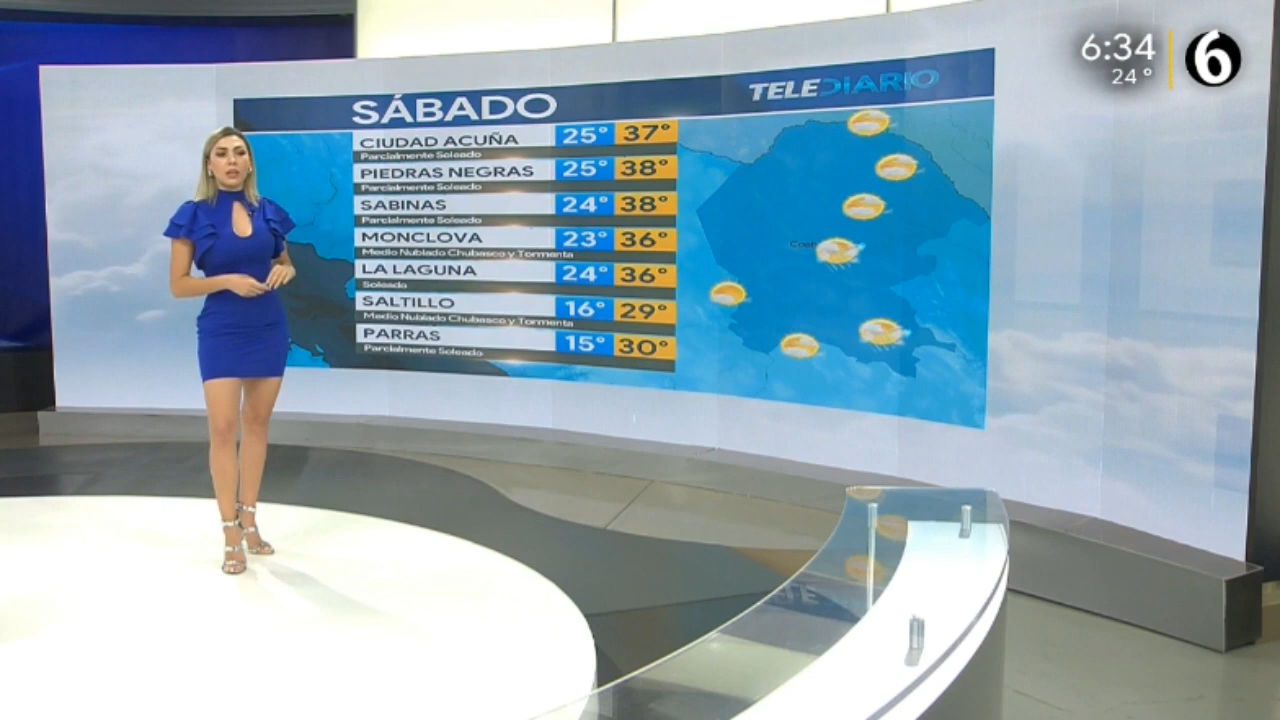 6:34
24°
6
SÁBADO
TELEDIARIO
CIUDAD ACUÑA 25° 37°
Parcialmente Soleado
PIEDRAS NEGRAS 25° 38°
Parcialmente Soleado
SABINAS 24° 38°
Parcialmente Soleado
MONCLOVA 23° 36°
Medio Nublado Chubasco y Tormenta
LA LAGUNA 24° 36°
Soleado
SALTILLO 16° 29°
Medio Nublado Chubasco y Tormenta
PARRAS 15° 30°
Parcialmente Soleado